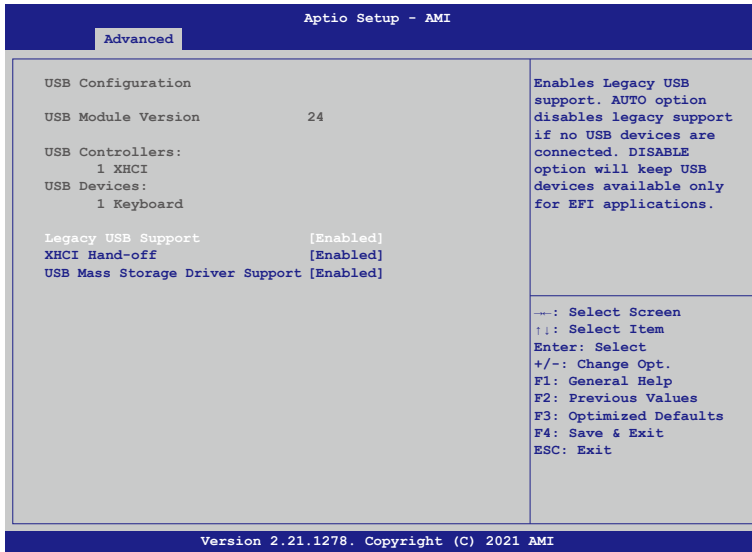 Aptio Setup - AMI
Advanced
USB Configuration
USB Module Version 24
USB Controllers:
1 XHCI
USB Devices:
1 Keyboard
Legacy USB Support [Enabled]
XHCI Hand-off [Enabled]
USB Mass Storage Driver Support [Enabled]
Enables Legacy USB
support. AUTO option
disables legacy support
if no USB devices are
connected. DISABLE
option will keep USB
devices available only
for EFI applications.
→←: Select Screen
↑↓: Select Item
Enter: Select
+/-: Change Opt.
F1: General Help
F2: Previous Values
F3: Optimized Defaults
F4: Save & Exit
ESC: Exit
Version 2.21.1278. Copyright (C) 2021 AMI